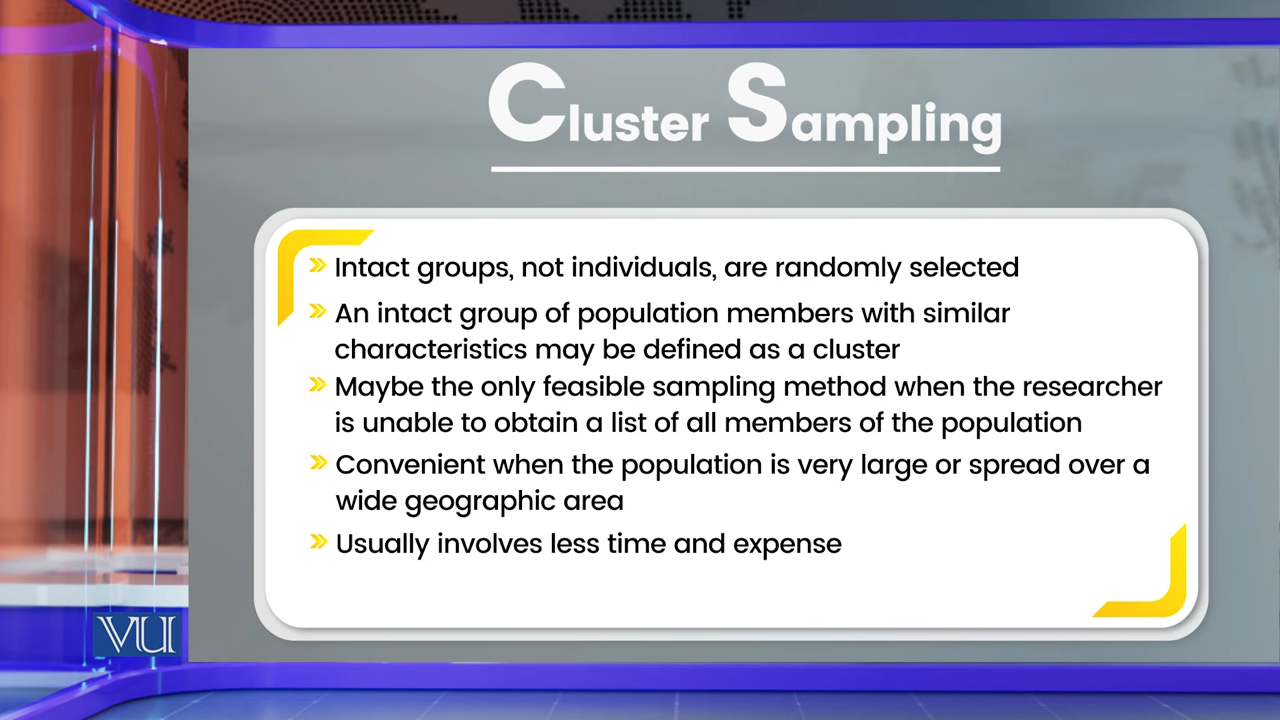 Cluster Sampling
Intact groups, not individuals, are randomly selected
An intact group of population members with similar
characteristics may be defined as a cluster
Maybe the only feasible sampling method when the researcher
is unable to obtain a list of all members of the population
Convenient when the population is very large or spread over a
wide geographic area
Usually involves less time and expense
VU